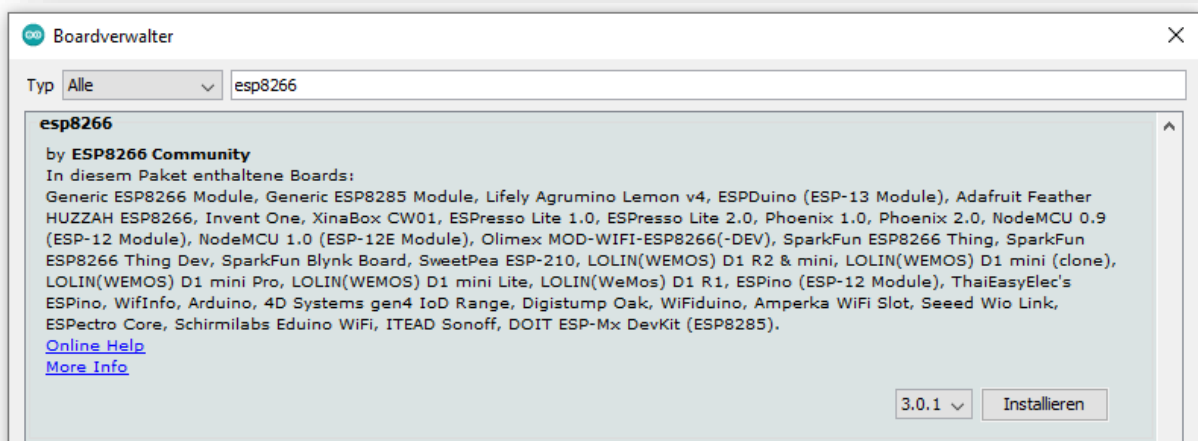 Boardverwalter
Typ Alle esp8266
esp8266
by ESP8266 Community
In diesem Paket enthaltene Boards:
Generic ESP8266 Module, Generic ESP8285 Module, Lifely Agrumino Lemon v4, ESPDuino (ESP-13 Module), Adafruit Feather
HUZZAH ESP8266, Invent One, XinaBox CW01, ESPresso Lite 1.0, ESPresso Lite 2.0, Phoenix 1.0, Phoenix 2.0, NodeMCU 0.9
(ESP-12 Module), NodeMCU 1.0 (ESP-12E Module), Olimex MOD-WIFI-ESP8266(-DEV), SparkFun ESP8266 Thing, SparkFun
ESP8266 Thing Dev, SparkFun Blynk Board, SweetPea ESP-210, LOLIN(WEMOS) D1 R2 & mini, LOLIN(WEMOS) D1 mini (clone),
LOLIN(WEMOS) D1 mini Pro, LOLIN(WEMOS) D1 mini Lite, LOLIN(WeMos) D1 R1, ESPino (ESP-12 Module), ThaiEasyElec's
ESPino, WifInfo, Arduino, 4D Systems gen4 IoD Range, Digistump Oak, WiFiduino, Amperka WiFi Slot, Seeed Wio Link,
ESPectro Core, Schirmilabs Eduino WiFi, ITEAD Sonoff, DOIT ESP-Mx DevKit (ESP8285).
Online Help
More Info
3.0.1 Installieren